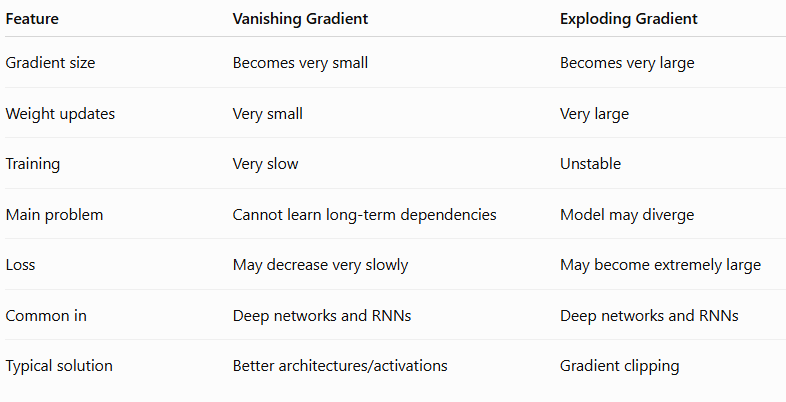 Feature Vanishing Gradient Exploding Gradient
Gradient size Becomes very small Becomes very large
Weight updates Very small Very large
Training Very slow Unstable
Main problem Cannot learn long-term dependencies Model may diverge
Loss May decrease very slowly May become extremely large
Common in Deep networks and RNNs Deep networks and RNNs
Typical solution Better architectures/activations Gradient clipping